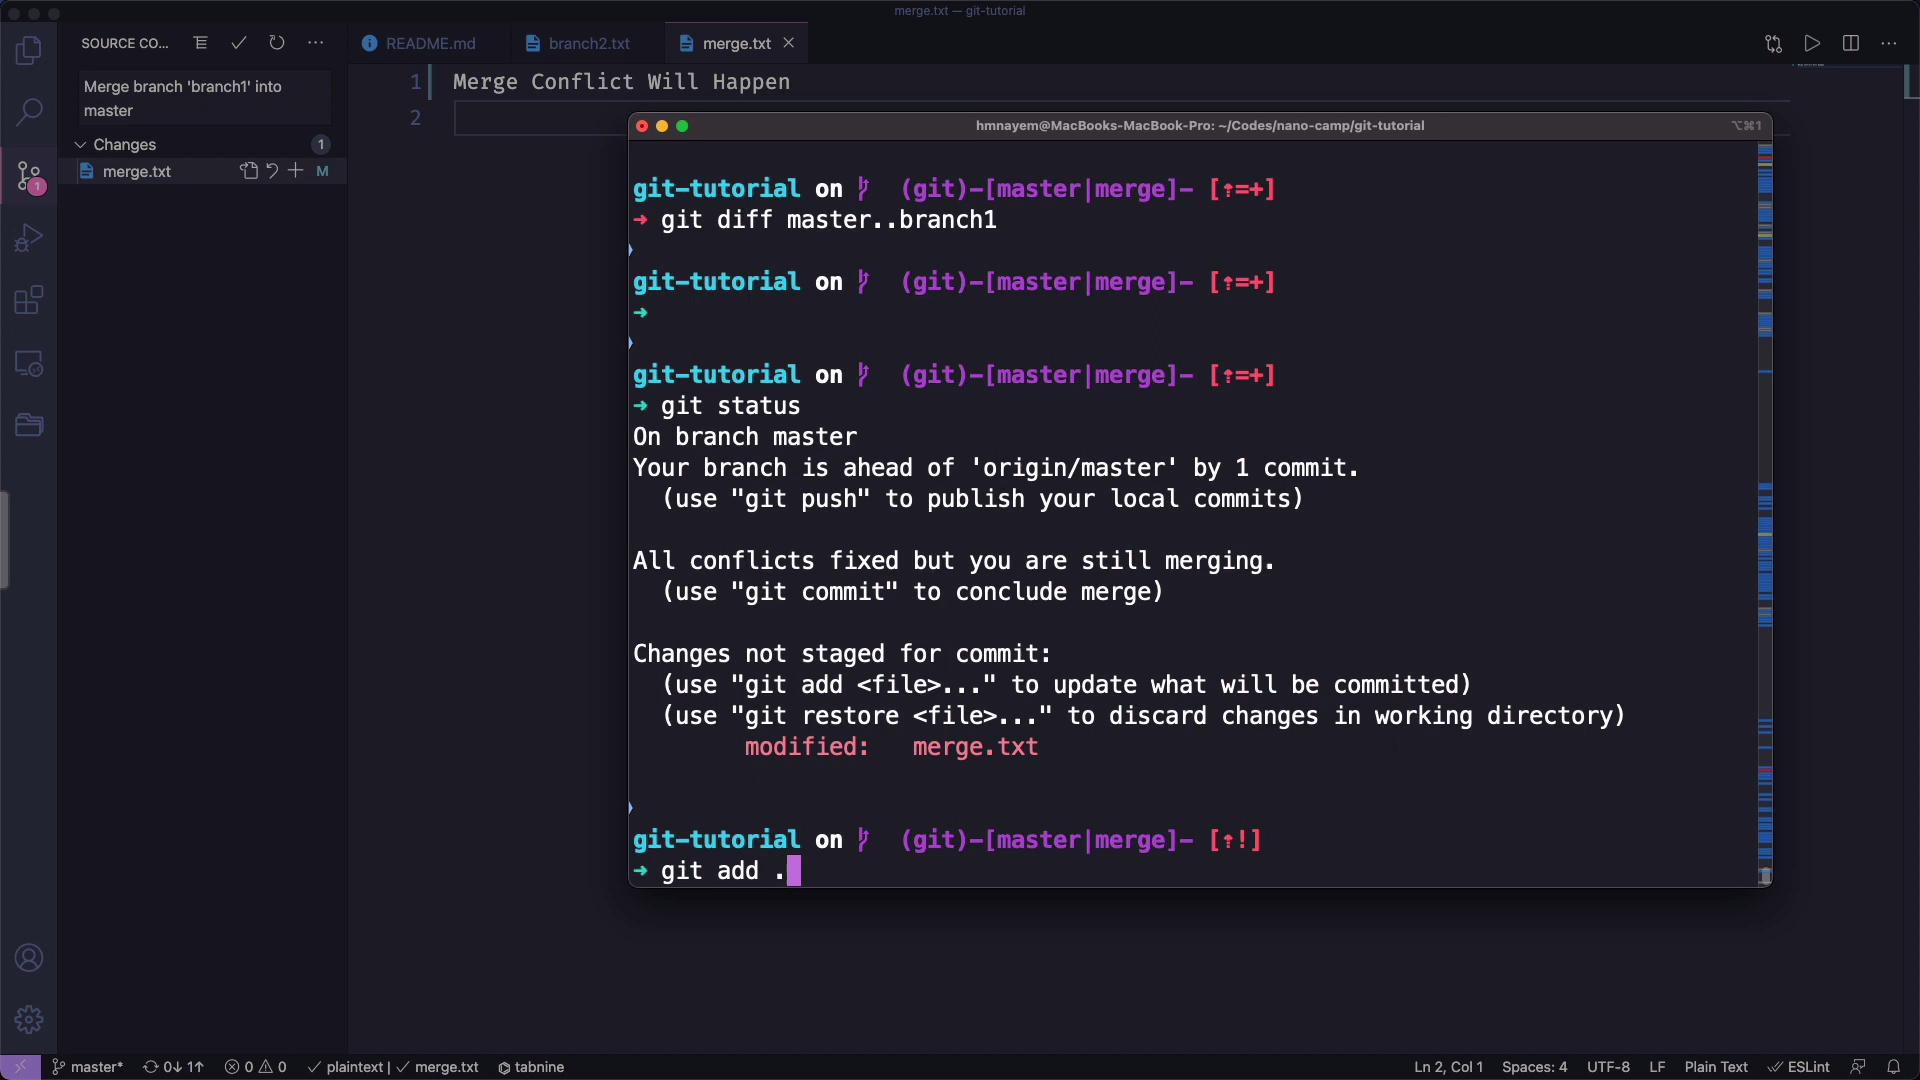 merge.txt — git-tutorial
SOURCE CO...
README.md
branch2.txt
merge.txt
Merge branch 'branch1' into
master
Changes
1
merge.txt
M
1
1 Merge Conflict Will Happen
2
hmnayem@MacBooks-MacBook-Pro: ~/Codes/nano-camp/git-tutorial
⌥⌘1
git-tutorial on (git)-[master|merge]- [⇡=+]
➜ git diff master..branch1
git-tutorial on (git)-[master|merge]- [⇡=+]
➜
git-tutorial on (git)-[master|merge]- [⇡=+]
➜ git status
On branch master
Your branch is ahead of 'origin/master' by 1 commit.
(use "git push" to publish your local commits)
All conflicts fixed but you are still merging.
(use "git commit" to conclude merge)
Changes not staged for commit:
(use "git add <file>..." to update what will be committed)
(use "git restore <file>..." to discard changes in working directory)
modified: merge.txt
git-tutorial on (git)-[master|merge]- [⇡!]
➜ git add .
master* 0↓ 1↑ 0 0 ✓ plaintext | ✓ merge.txt tabnine
Ln 2, Col 1 Spaces: 4 UTF-8 LF Plain Text ESLint